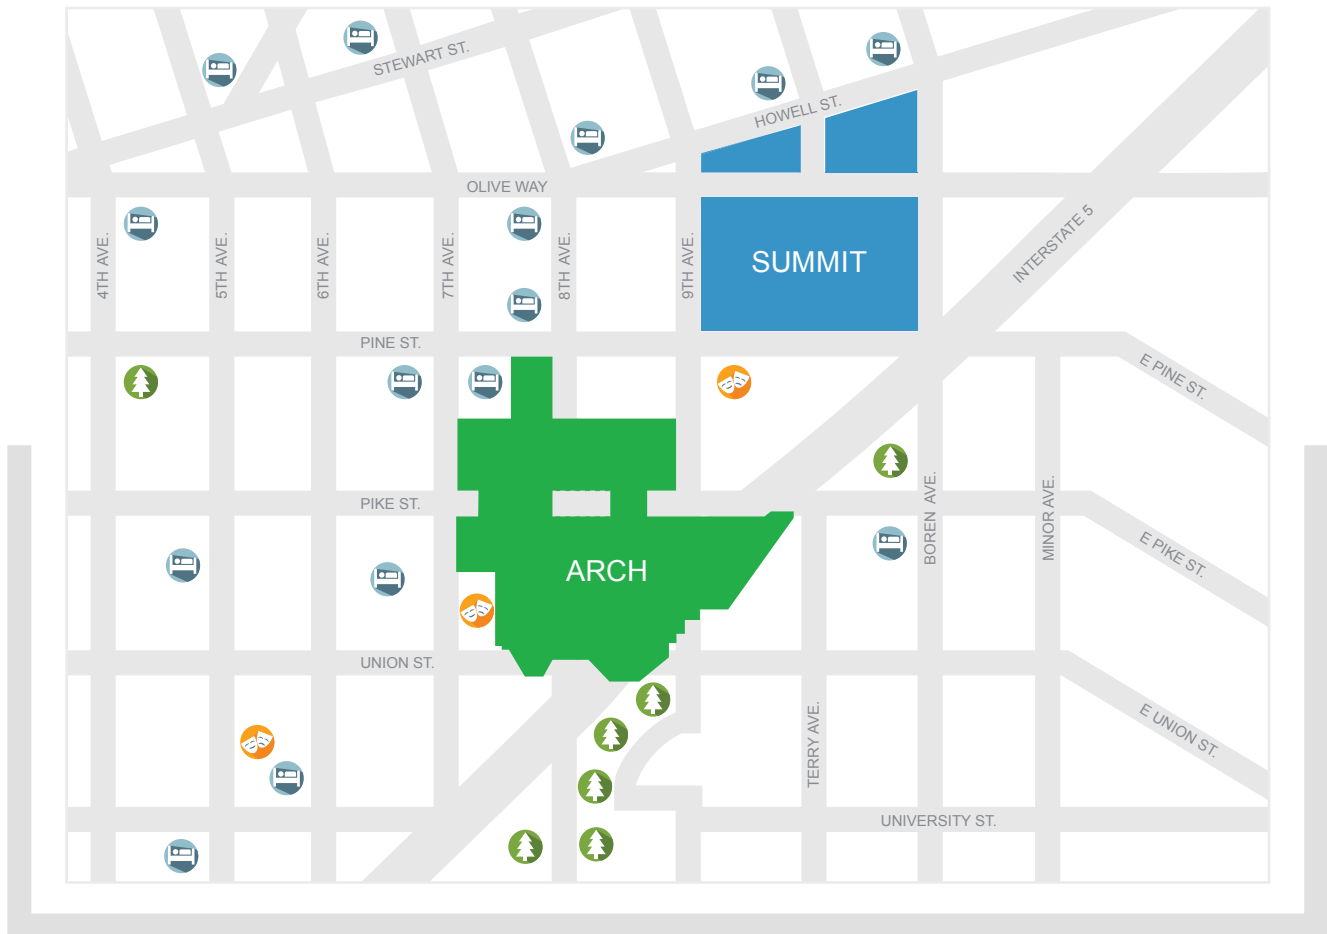 STEWART ST.
HOWELL ST.
OLIVE WAY
4TH AVE.
5TH AVE.
6TH AVE.
7TH AVE.
8TH AVE.
9TH AVE.
SUMMIT
INTERSTATE 5
PINE ST.
E PINE ST.
PIKE ST.
BOREN AVE.
MINOR AVE.
E PIKE ST.
ARCH
UNION ST.
TERRY AVE.
E UNION ST.
UNIVERSITY ST.